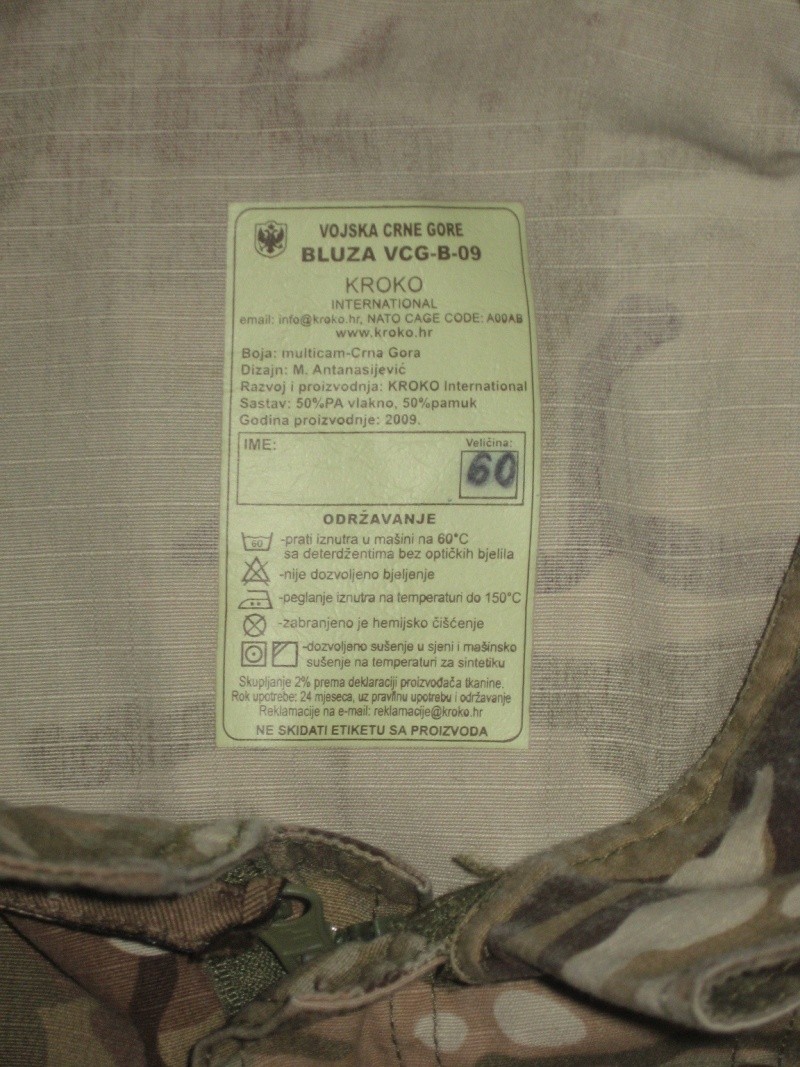 VOJSKA CRNE GORE
BLUZA VCG-B-09
KROKO
INTERNATIONAL
email: info@kroko.hr, NATO CAGE CODE: A00AB
www.kroko.hr
Boja: multicam-Crna Gora
Dizajn: M. Antanasijević
Razvoj i proizvodnja: KROKO International
Sastav: 50%PA vlakno, 50%pamuk
Godina proizvodnje: 2009.
IME: Veličina:
60
ODRŽAVANJE
60 -prati iznutra u mašini na 60°C
sa deterdžentima bez optičkih bjelila
-nije dozvoljeno bjeljenje
-peglanje iznutra na temperaturi do 150°C
-zabranjeno je hemijsko čišćenje
-dozvoljeno sušenje u sjeni i mašinsko
sušenje na temperaturi za sintetiku
Skupljanje 2% prema deklaraciji proizvođača tkanine.
Rok upotrebe: 24 mjeseca, uz pravilnu upotrebu i održavanje
Reklamacije na e-mail: reklamacije@kroko.hr
NE SKIDATI ETIKETU SA PROIZVODA